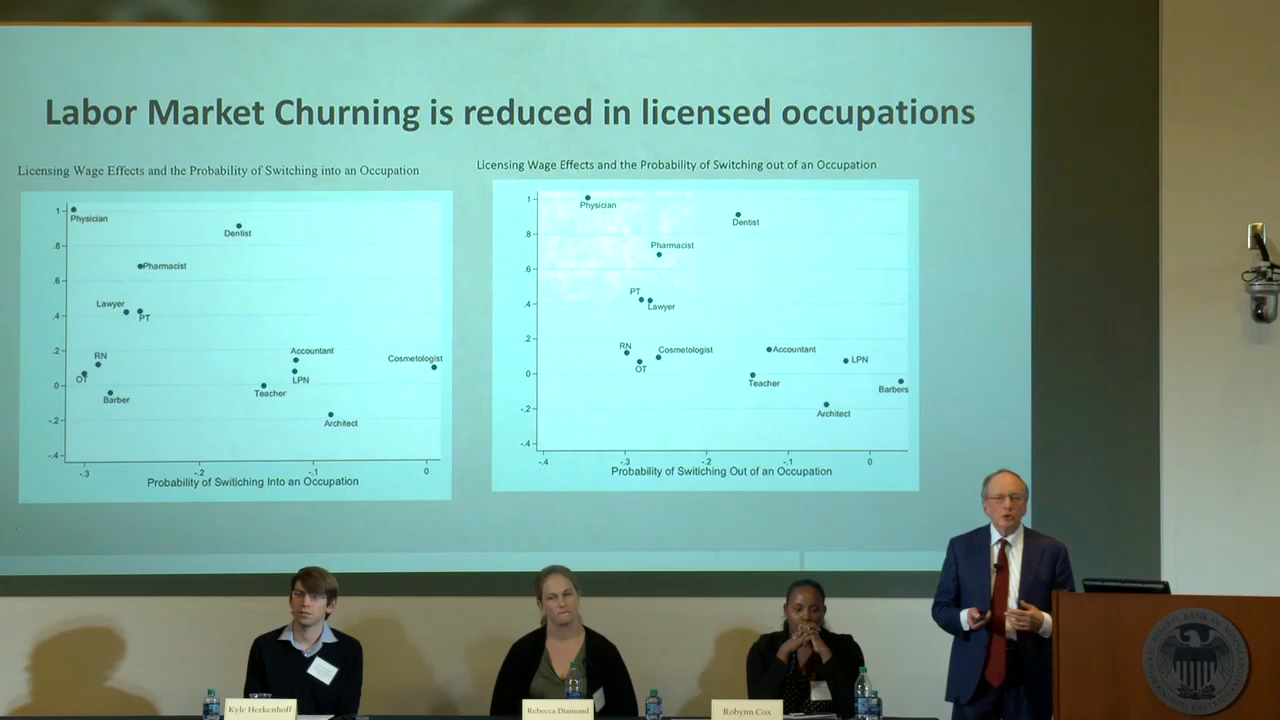 Labor Market Churning is reduced in licensed occupations
Licensing Wage Effects and the Probability of Switching into an Occupation
1
.8
.6
.4
.2
0
-.2
-.4
Physician
Dentist
Pharmacist
Lawyer
PT
RN
OT
Barber
Accountant
LPN
Cosmetologist
Teacher
Architect
-.3
-.2
-.1
0
Probability of Switiching Into an Occupation
Licensing Wage Effects and the Probability of Switching out of an Occupation
1
.8
.6
.4
.2
0
-.2
-.4
Physician
Dentist
Pharmacist
PT
Lawyer
RN
OT
Cosmetologist
Accountant
LPN
Teacher
Barbers
Architect
-.4
-.3
-.2
-.1
0
Probability of Switiching Out of an Occupation
Kyle Herkenhoff
Rebecca Diamond
Robynn Cox